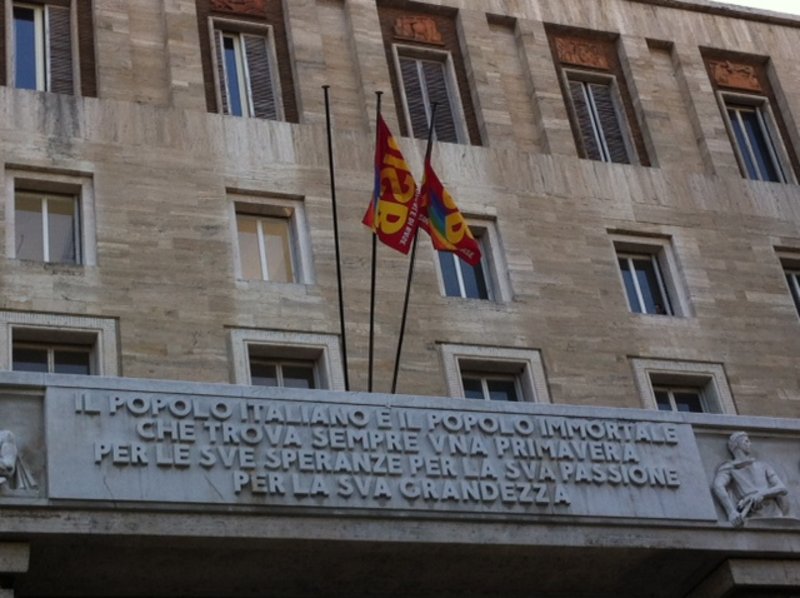 USB
IL POPOLO ITALIANO E IL POPOLO IMMORTALE
CHE TROVA SEMPRE VNA PRIMAVERA
PER LE SVE SPERANZE PER LA SVA PASSIONE
PER LA SVA GRANDEZZA